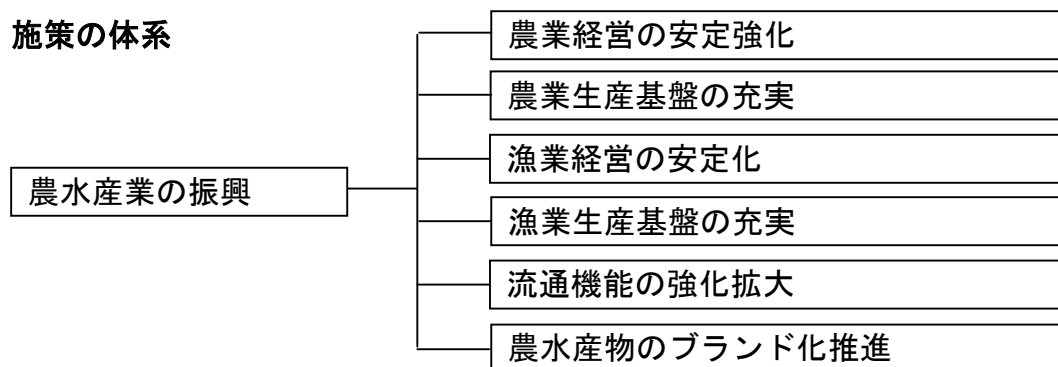 施策の体系
農水産業の振興
農業経営の安定強化
農業生産基盤の充実
漁業経営の安定化
漁業生産基盤の充実
流通機能の強化拡大
農水産物のブランド化推進